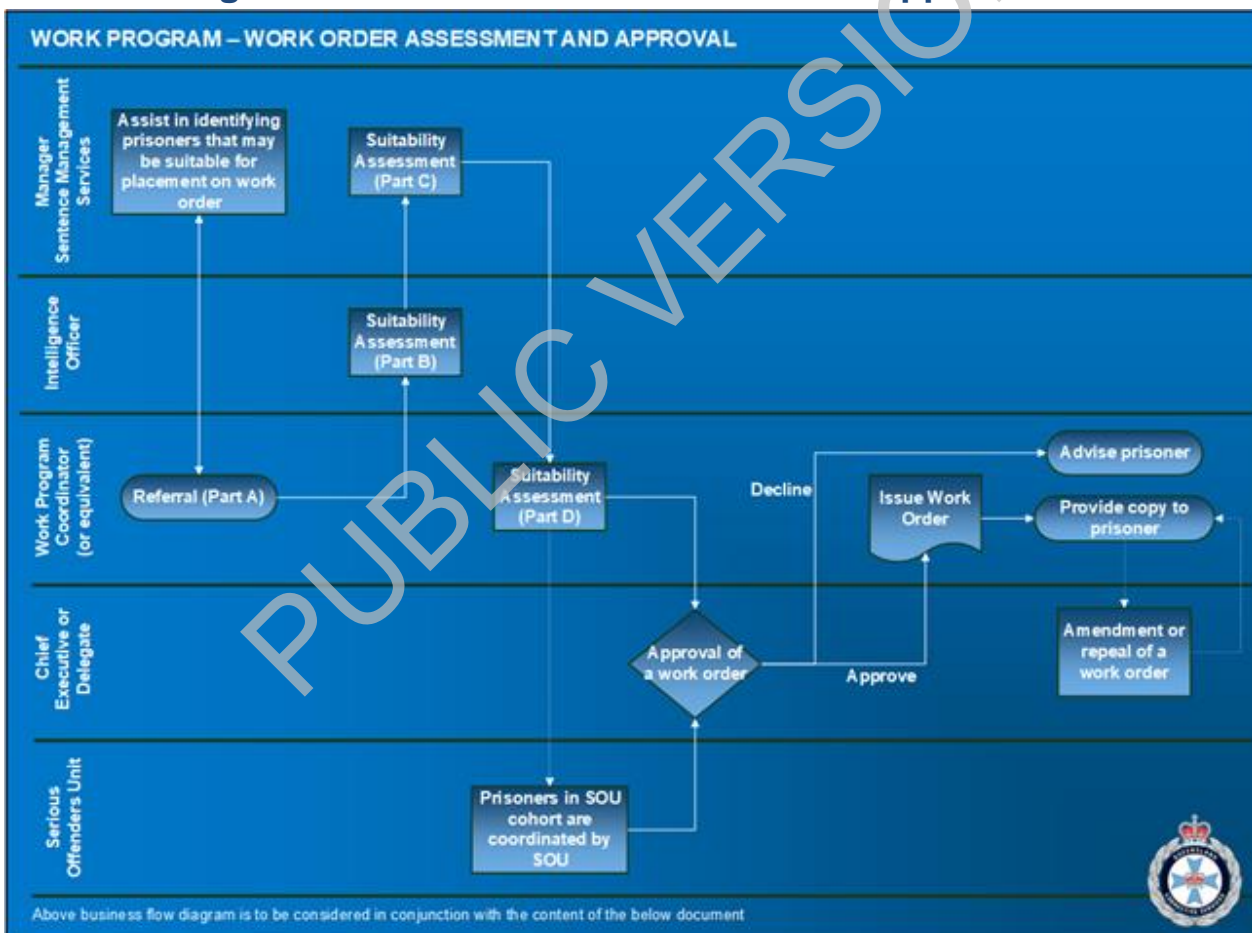 WORK PROGRAM – WORK ORDER ASSESSMENT AND APPROVAL
Manager
Sentence Management
Services
Assist in identifying
prisoners that may
be suitable for
placement on work
order
Suitability
Assessment
(Part C)
Intelligence
Officer
Suitability
Assessment
(Part B)
Work Program
Coordinator
(or equivalent)
Referral (Part A)
Suitability
Assessment
(Part D)
Decline
Issue Work
Order
Advise prisoner
Provide copy to
prisoner
Chief
Executive or
Delegate
Approval of
a work order
Approve
Amendment or
repeal of a
work order
Serious
Offenders Unit
Prisoners in SOU
cohort are
coordinated by
SOU
Above business flow diagram is to be considered in conjunction with the content of the below document
PUBLIC VERSIO
QUEENSLAND
CORRECTIVE SERVICES